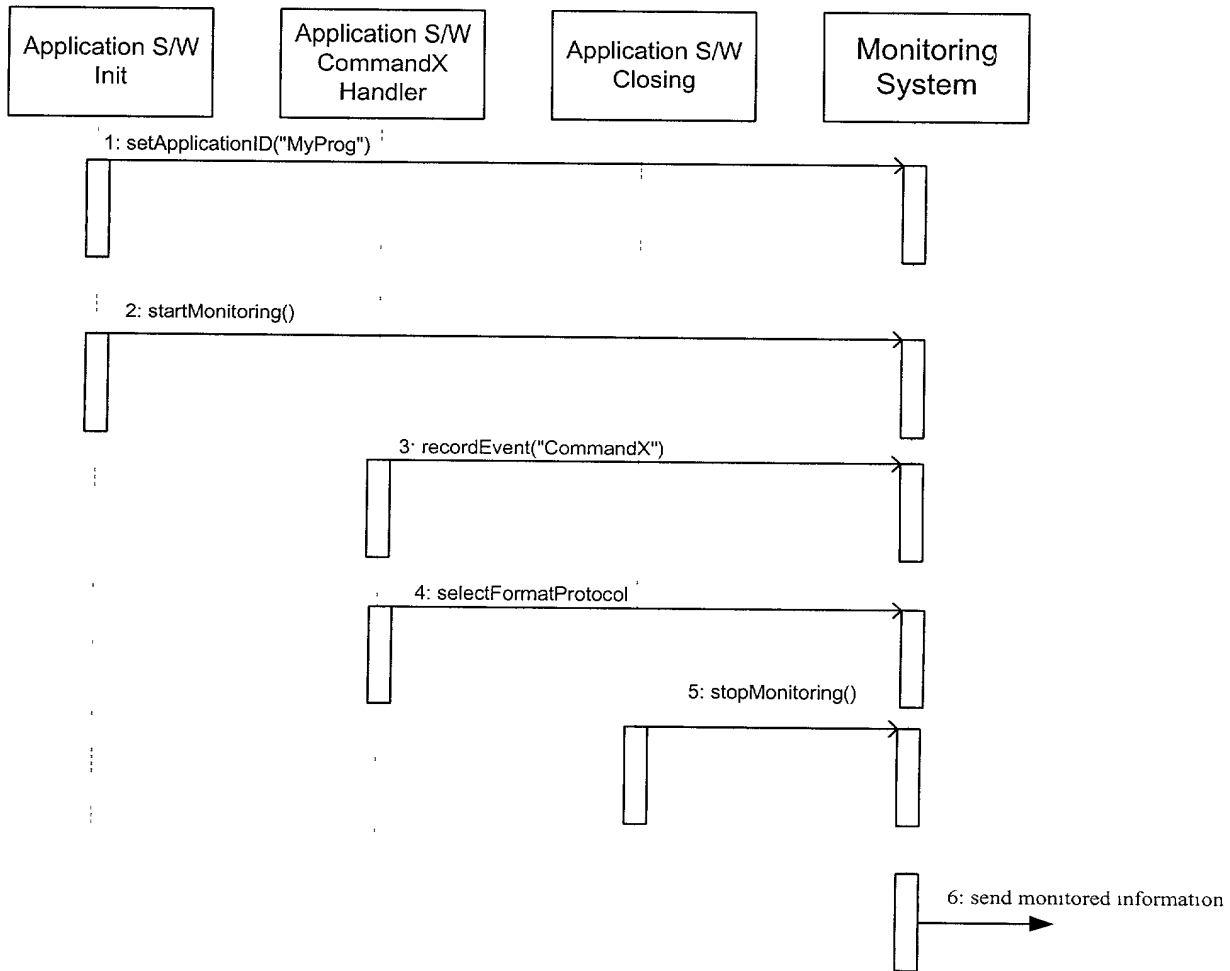 Application S/W
Init
Application S/W
CommandX
Handler
Application S/W
Closing
Monitoring
System
1: setApplicationID("MyProg")
2: startMonitoring()
3: recordEvent("CommandX")
4: selectFormatProtocol
5: stopMonitoring()
6: send monitored information